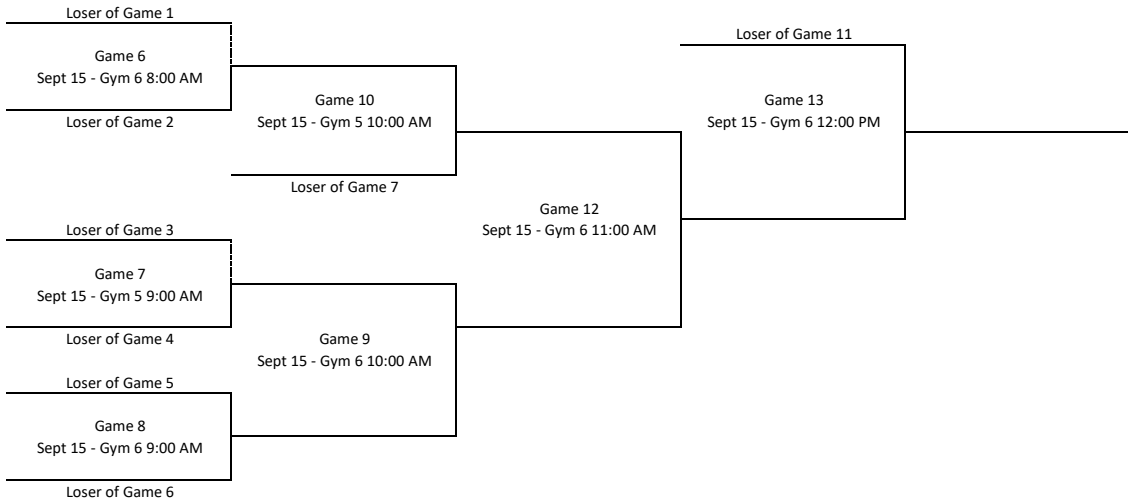 Loser of Game 1
Game 6
Sept 15 - Gym 6 8:00 AM
Loser of Game 2
Game 10
Sept 15 - Gym 5 10:00 AM
Loser of Game 7
Loser of Game 11
Game 13
Sept 15 - Gym 6 12:00 PM
Game 12
Sept 15 - Gym 6 11:00 AM
Loser of Game 3
Game 7
Sept 15 - Gym 5 9:00 AM
Loser of Game 4
Game 9
Sept 15 - Gym 6 10:00 AM
Loser of Game 5
Game 8
Sept 15 - Gym 6 9:00 AM
Loser of Game 6